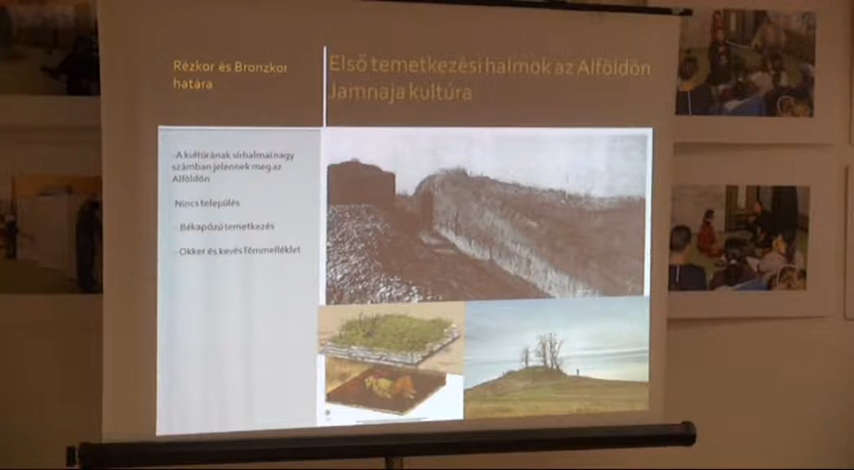 Rézkor és Bronzkor
határa
Első temetkezési halmok az Alföldön
Jamnaja kultúra
-A kultúrának sírhalmai nagy
számban jelennek meg az
Alföldön
Nincs település
-Békapózú temetkezés
-Okker és kevés fémmelléklet